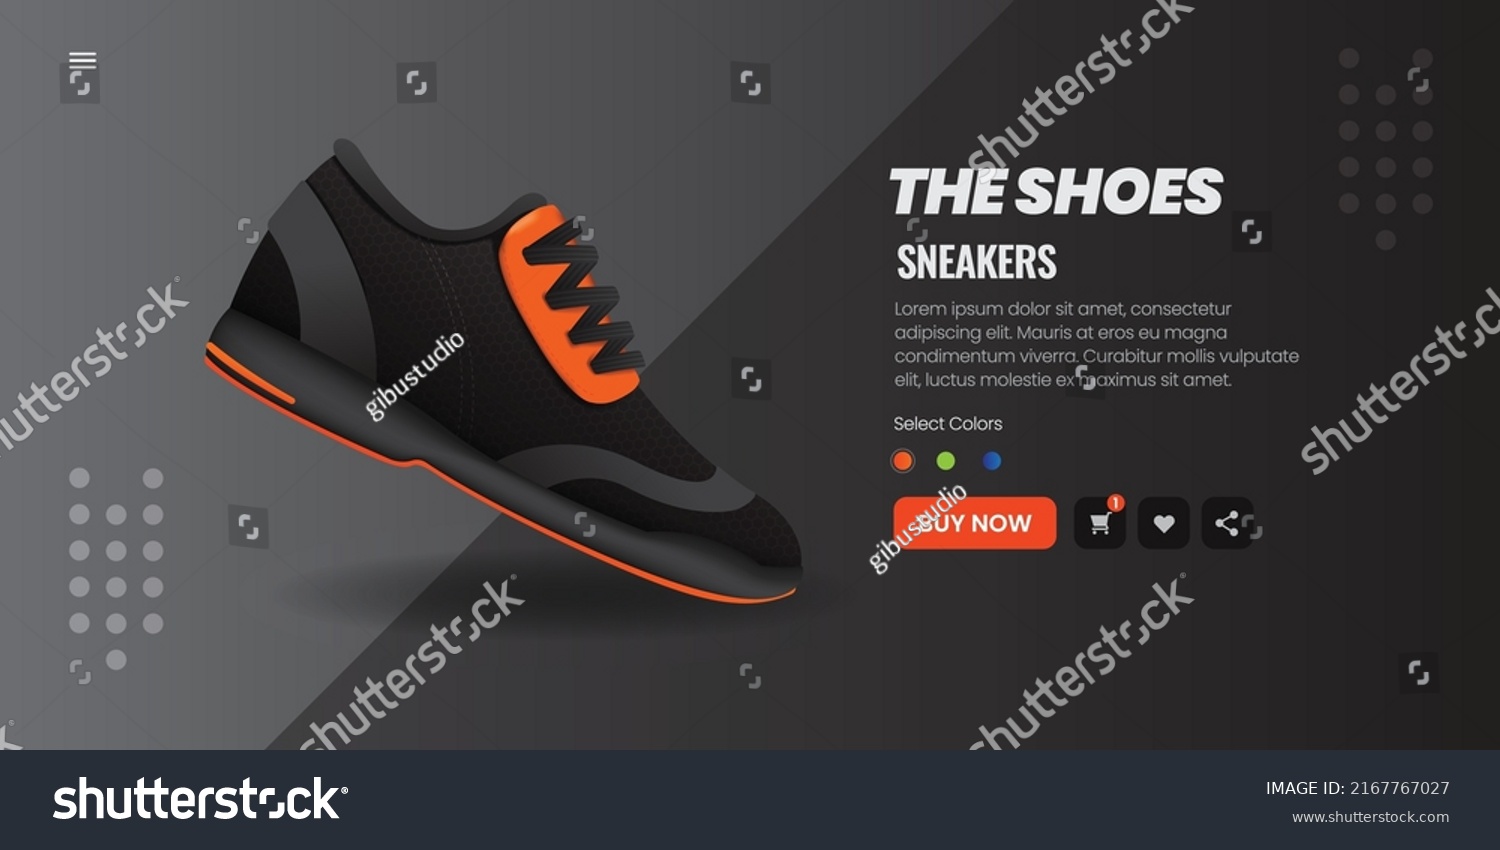 THE SHOES
SNEAKERS
Lorem ipsum dolor sit amet, consectetur
adipiscing elit. Mauris at eros eu magna
condimentum viverra. Curabitur mollis vulputate
elit, luctus molestie ex maximus sit amet.
Select Colors
BUY NOW
1
gibustudio
gibustudio
shutterstock
shutterstock
shutterstock
shutterstock
shutterstock
shutterstock®
IMAGE ID: 2167767027
www.shutterstock.com